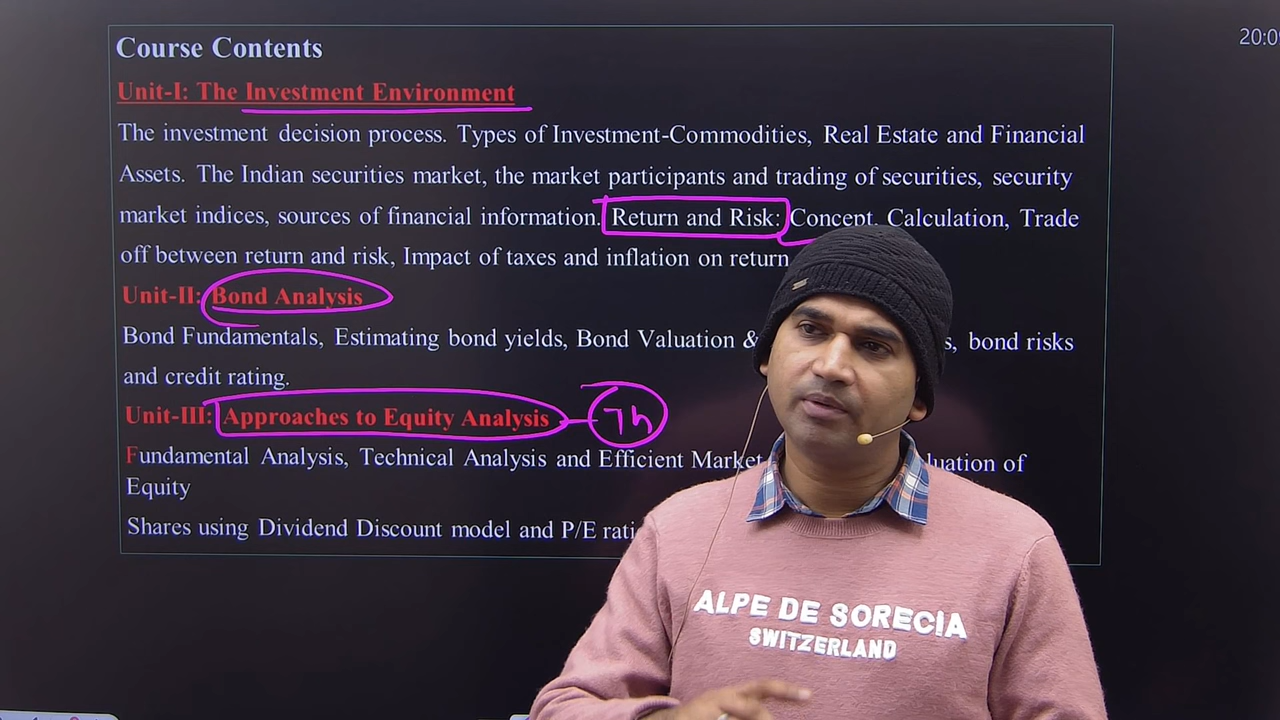 20:0
Course Contents
Unit-I: The Investment Environment
The investment decision process. Types of Investment-Commodities, Real Estate and Financial
Assets. The Indian securities market, the market participants and trading of securities, security
market indices, sources of financial information. Return and Risk: Concept, Calculation, Trade
off between return and risk, Impact of taxes and inflation on return
Unit-II: Bond Analysis
Bond Fundamentals, Estimating bond yields, Bond Valuation & bond risks
and credit rating.
Unit-III: Approaches to Equity Analysis Th
Fundamental Analysis, Technical Analysis and Efficient Market of
Equity
Shares using Dividend Discount model and P/E
ALPE DE SORECIA
SWITZERLAND